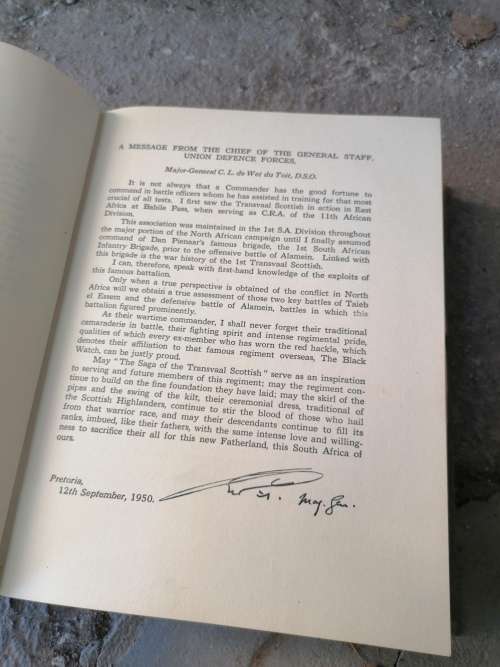 A MESSAGE FROM THE CHIEF OF THE GENERAL STAFF,
UNION DEFENCE FORCES,
Major-General C. L. de Wet du Toit, D.S.O.
It is not always that a Commander has the good fortune to
command in battle officers whom he has assisted in training for that most
crucial of all tests. I first saw the Transvaal Scottish in action in East
Africa at Babile Pass, when serving as C.R.A. of the 11th African
Division.
This association was maintained in the 1st S.A. Division throughout
the major portion of the North African campaign until I finally assumed
command of Dan Pienaar's famous brigade, the 1st South African
Infantry Brigade, prior to the offensive battle of Alamein. Linked with
this brigade is the war history of the 1st Transvaal Scottish.
I can, therefore, speak with first-hand knowledge of the exploits of
this famous battalion.
Only when a true perspective is obtained of the conflict in North
Africa will we obtain a true assessment of those two key battles of Taieb
el Essem and the defensive battle of Alamein, battles in which this
battalion figured prominently.
As their wartime commander, I shall never forget their traditional
camaraderie in battle, their fighting spirit and intense regimental pride,
qualities of which every ex-member who has worn the red hackle, which
denotes their affiliation to that famous regiment overseas, The Black
Watch, can be justly proud.
May "The Saga of the Transvaal Scottish" serve as an inspiration
to serving and future members of this regiment; may the regiment con-
tinue to build on the fine foundation they have laid; may the skirl of the
pipes and the swing of the kilt, their ceremonial dress, traditional of
the Scottish Highlanders, continue to stir the blood of those who hail
from that warrior race, and may their descendants continue to fill its
ranks, imbued, like their fathers, with the same intense love and willing-
ness to sacrifice their all for this new Fatherland, this South Africa of
ours.
Pretoria,
12th September, 1950.
Maj. Gen.